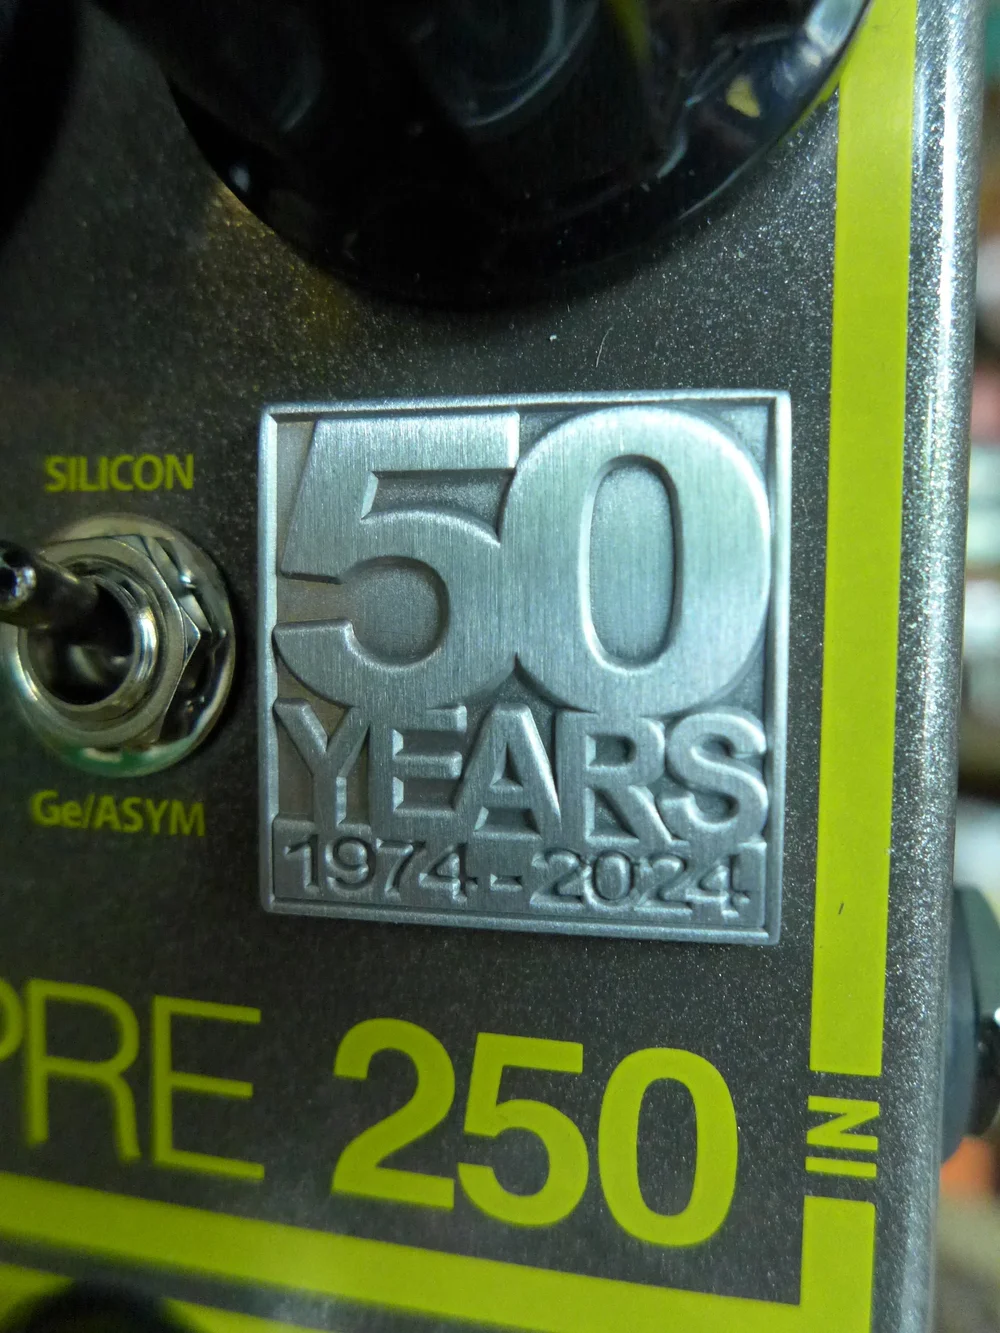 SILICON
Ge/ASYM
50
YEARS
1974-2024
PRE 250
IN